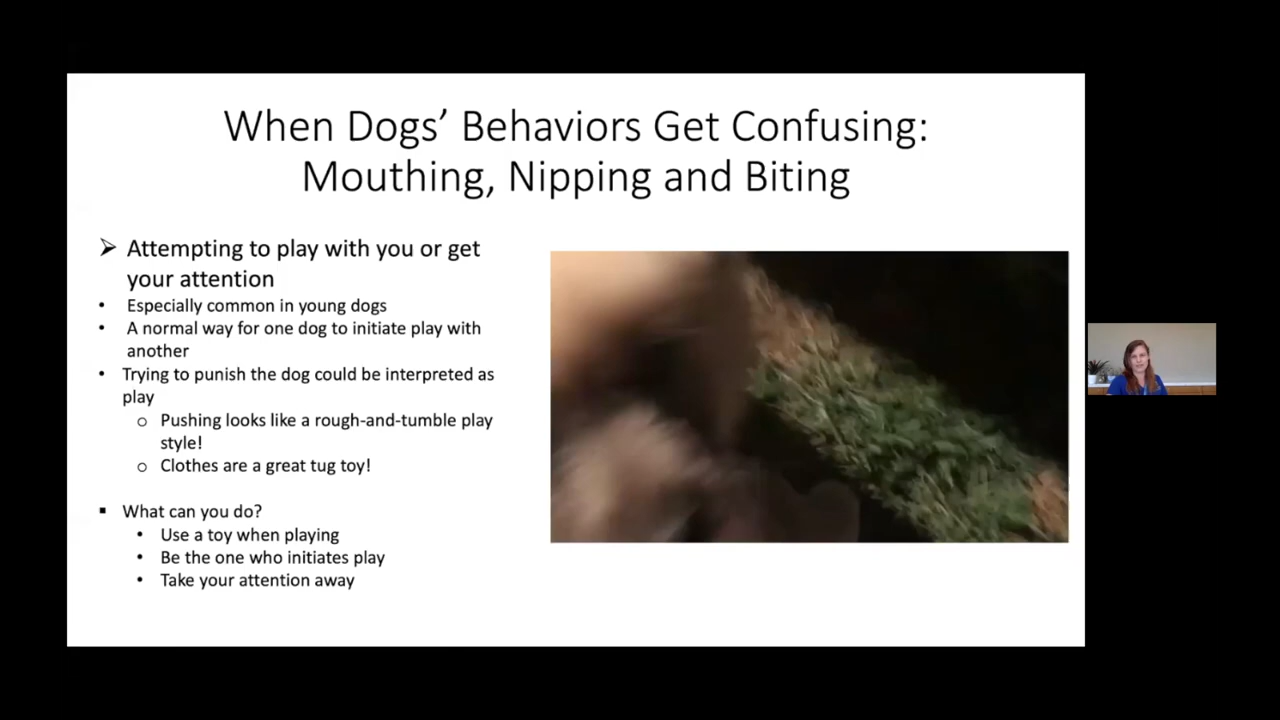 When Dogs’ Behaviors Get Confusing:
Mouthing, Nipping and Biting
➢ Attempting to play with you or get
your attention
• Especially common in young dogs
• A normal way for one dog to initiate play with
another
• Trying to punish the dog could be interpreted as
play
o Pushing looks like a rough-and-tumble play
style!
o Clothes are a great tug toy!
▪ What can you do?
• Use a toy when playing
• Be the one who initiates play
• Take your attention away